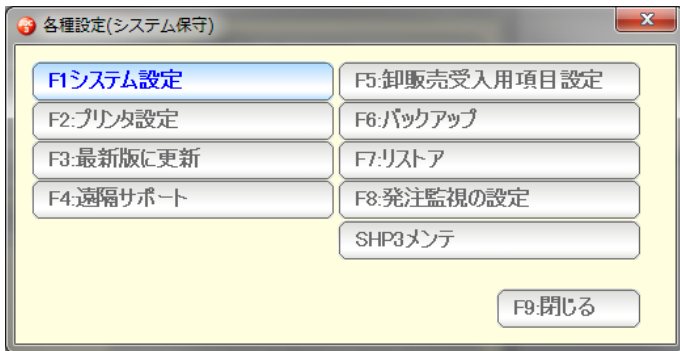 各種設定(システム保守)
F1システム設定
F2:プリンタ設定
F3:最新版に更新
F4:遠隔サポート
F5:卸販売受入用項目設定
F6:バックアップ
F7:リストア
F8:発注監視の設定
SHP3メンテ
F9:閉じる